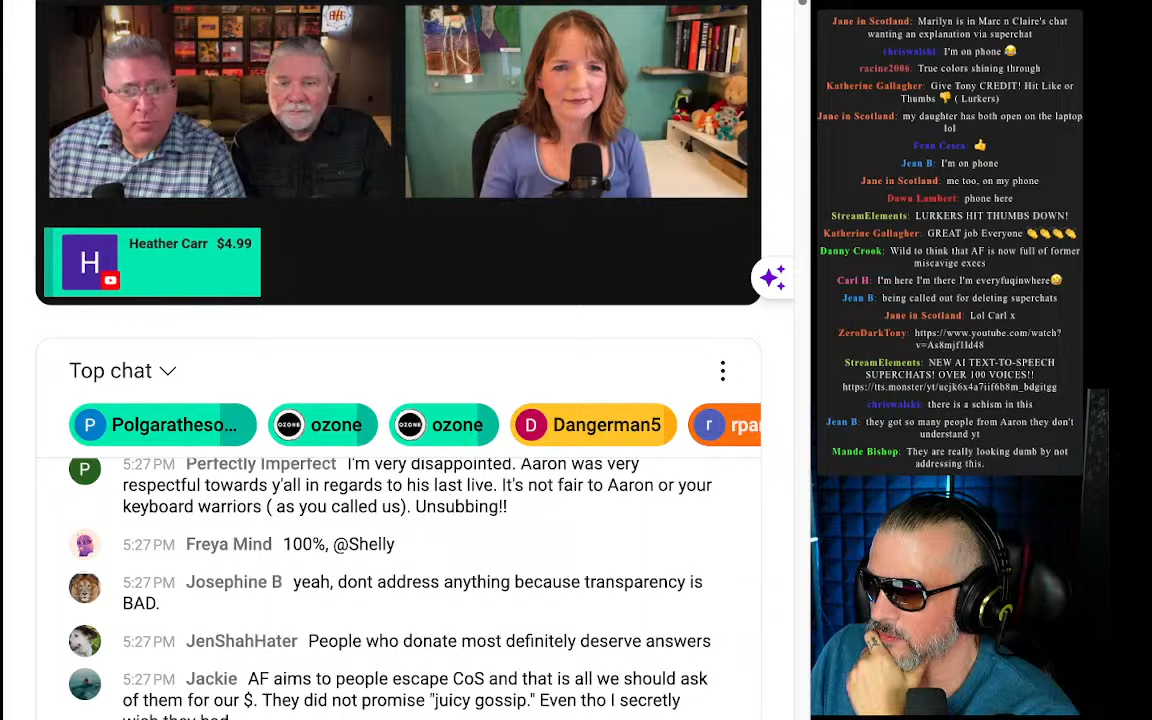 H
Heather Carr $4.99
Top chat
P Polgaratheso...
OZONE ozone
OZONE ozone
D Dangerman5
r rpar
P 5:27 PM Perfectly Imperfect I'm very disappointed. Aaron was very
respectful towards y'all in regards to his last live. It's not fair to Aaron or your
keyboard warriors ( as you called us). Unsubbing!!
5:27 PM Freya Mind 100%, @Shelly
5:27 PM Josephine B yeah, dont address anything because transparency is
BAD.
5:27 PM JenShahHater People who donate most definitely deserve answers
5:27 PM Jackie AF aims to people escape CoS and that is all we should ask
of them for our $. They did not promise "juicy gossip." Even tho I secretly
wish they had
Jane in Scotland: Marilyn is in Marc n Claire's chat
wanting an explanation via superchat
chriswalski: I'm on phone 😂
racine2006: True colors shining through
Katherine Gallagher: Give Tony CREDIT! Hit Like or
Thumbs 👎 ( Lurkers)
Jane in Scotland: my daughter has both open on the laptop
lol
Fran Cesca: 👍
Jean B: I'm on phone
Jane in Scotland: me too, on my phone
Dawn Lambert: phone here
StreamElements: LURKERS HIT THUMBS DOWN!
Katherine Gallagher: GREAT job Everyone 👏👏👏👏
Danny Crook: Wild to think that AF is now full of former
miscavige execs
Carl H: I'm here I'm there I'm everyfuqinwhere🤣
Jean B: being called out for deleting superchats
Jane in Scotland: Lol Carl x
ZeroDarkTony: https://www.youtube.com/watch?
v=As8mjf1Id48
StreamElements: NEW AI TEXT-TO-SPEECH
SUPERCHATS! OVER 100 VOICES!!
https://tts.monster/yt/ucjk6x4a7iif6b8m_bdgitgg
chriswalski: there is a schism in this
Jean B: they got so many people from Aaron they don't
understand yt
Mande Bishop: They are really looking dumb by not
addressing this.